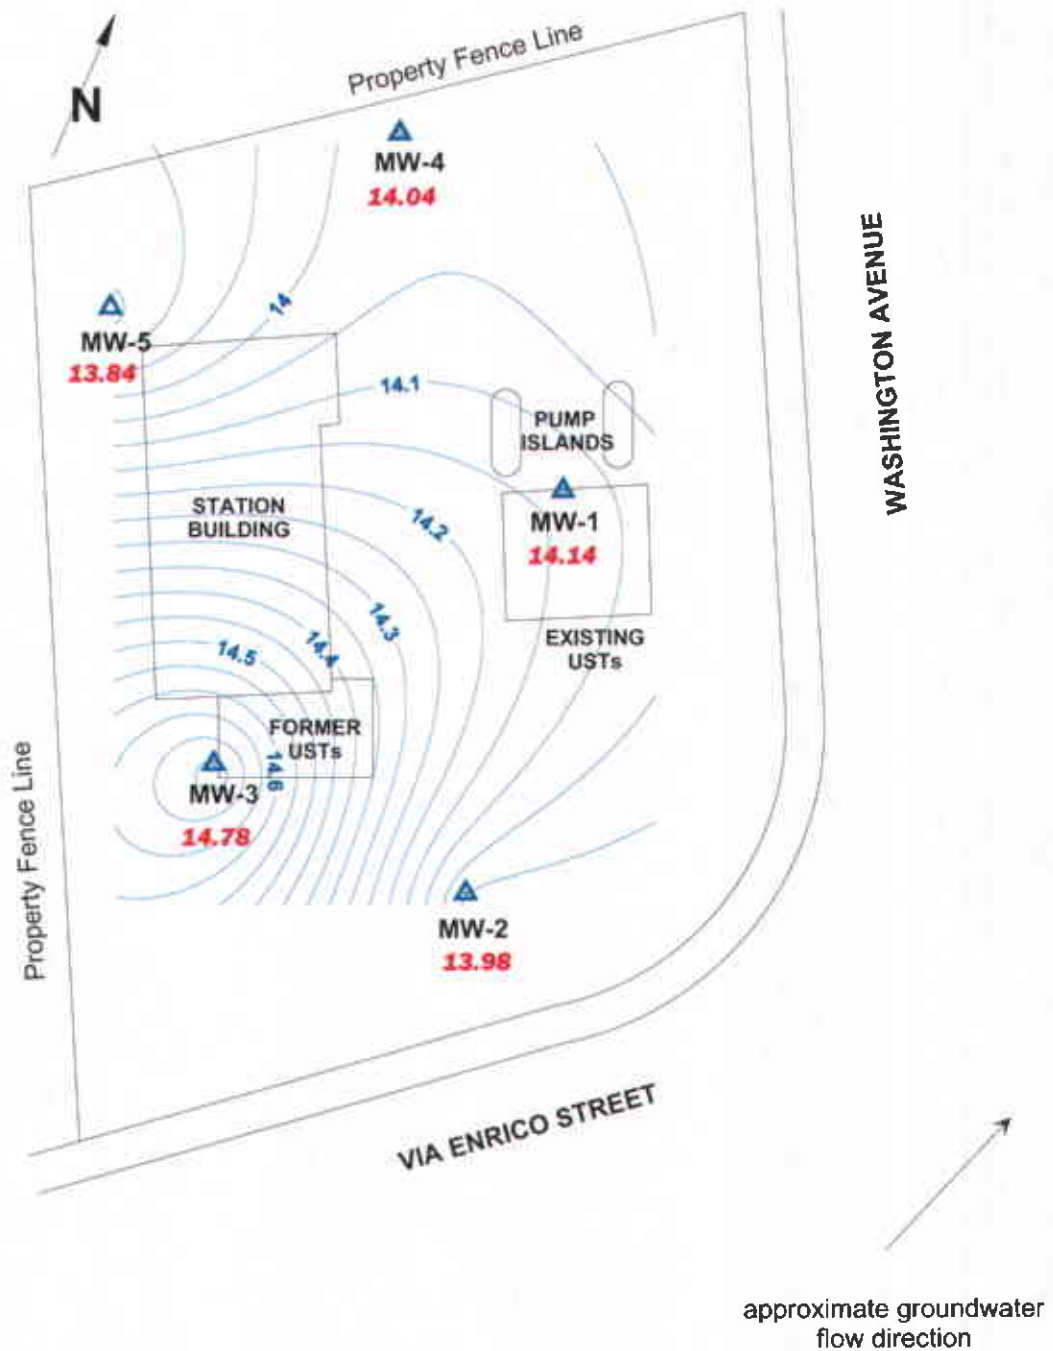 Property Fence Line
N
MW-4
14.04
WASHINGTON AVENUE
14
MW-5
13.84
14.1
PUMP
ISLANDS
STATION
BUILDING
14.2
MW-1
14.14
14.3
14.4
14.5
EXISTING
USTs
FORMER
USTs
14.6
MW-3
14.78
Property Fence Line
MW-2
13.98
VIA ENRICO STREET
approximate groundwater
flow direction